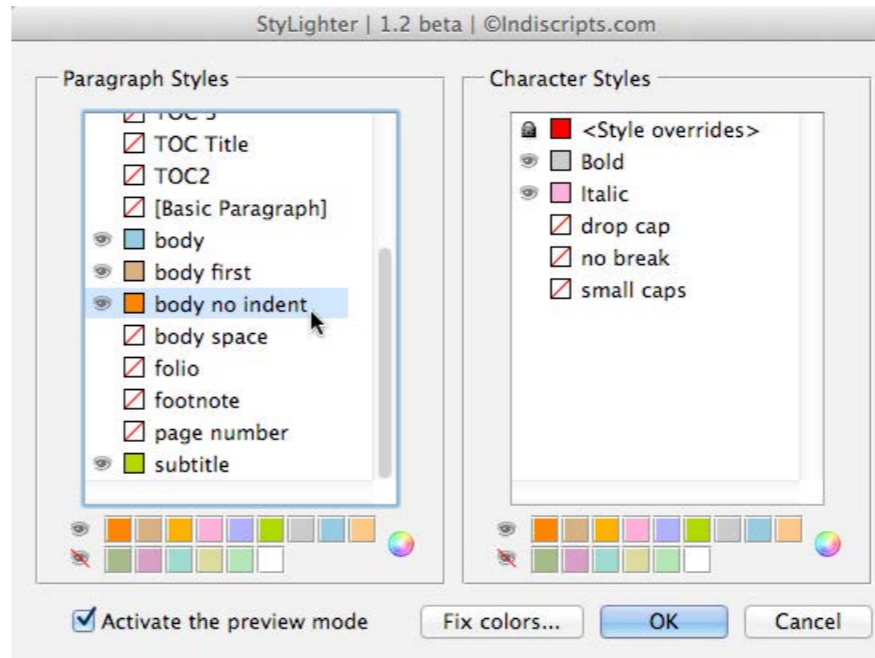 StyLighter | 1.2 beta | ©Indiscripts.com
Paragraph Styles
TOC Title
TOC2
[Basic Paragraph]
body
body first
body no indent
body space
folio
footnote
page number
subtitle
Character Styles
<Style overrides>
Bold
Italic
drop cap
no break
small caps
Activate the preview mode
Fix colors...
OK
Cancel